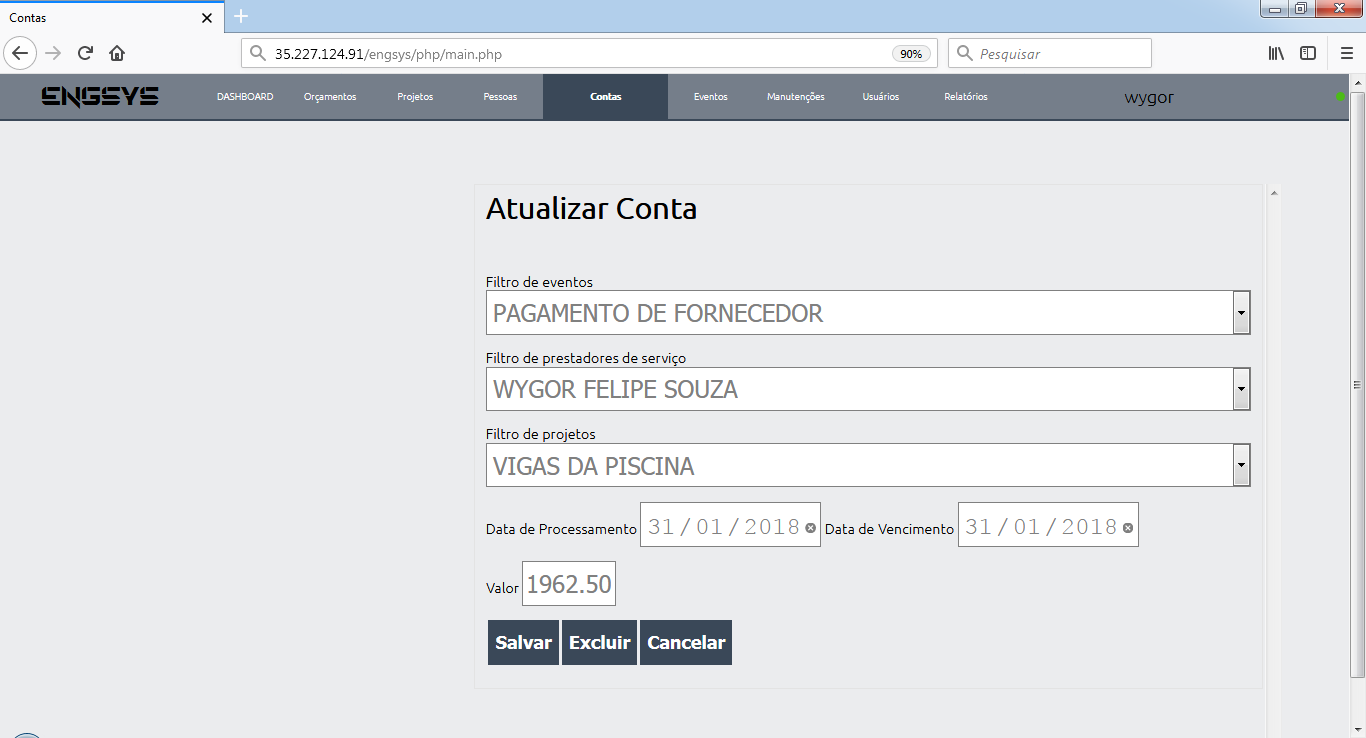 Contas
35.227.124.91/engsys/php/main.php 90% Pesquisar
ENGSYS DASHBOARD Orçamentos Projetos Pessoas Contas Eventos Manutenções Usuários Relatórios wygor
Atualizar Conta
Filtro de eventos
PAGAMENTO DE FORNECEDOR
Filtro de prestadores de serviço
WYGOR FELIPE SOUZA
Filtro de projetos
VIGAS DA PISCINA
Data de Processamento 31/01/2018 Data de Vencimento 31/01/2018
Valor 1962.50
Salvar Excluir Cancelar